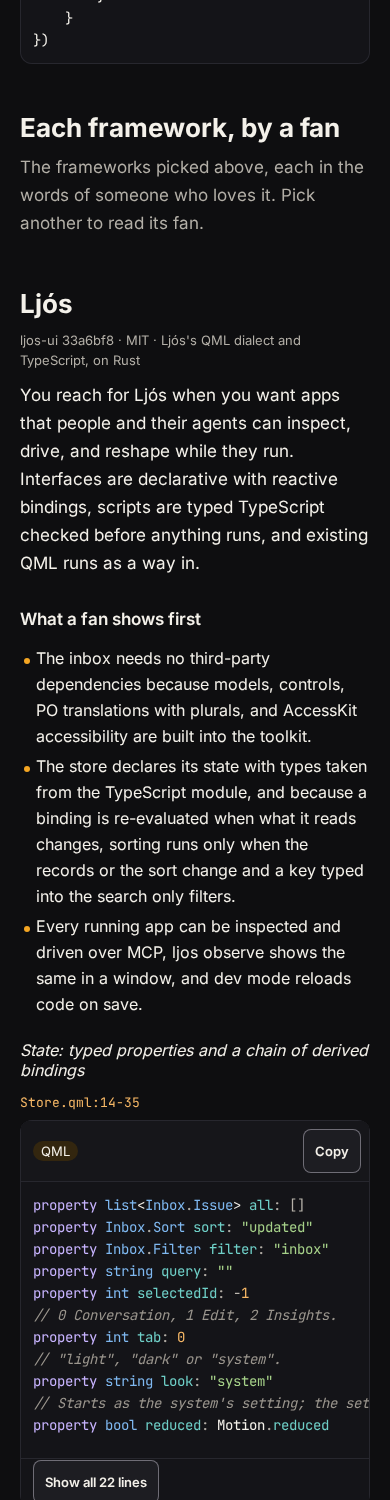 }
})
Each framework, by a fan
The frameworks picked above, each in the
words of someone who loves it. Pick
another to read its fan.
Ljós
ljos-ui 33a6bf8 · MIT · Ljós's QML dialect and
TypeScript, on Rust
You reach for Ljós when you want apps
that people and their agents can inspect,
drive, and reshape while they run.
Interfaces are declarative with reactive
bindings, scripts are typed TypeScript
checked before anything runs, and existing
QML runs as a way in.
What a fan shows first
• The inbox needs no third-party
dependencies because models, controls,
PO translations with plurals, and AccessKit
accessibility are built into the toolkit.
• The store declares its state with types taken
from the TypeScript module, and because a
binding is re-evaluated when what it reads
changes, sorting runs only when the
records or the sort change and a key typed
into the search only filters.
• Every running app can be inspected and
driven over MCP, ljos observe shows the
same in a window, and dev mode reloads
code on save.
State: typed properties and a chain of derived
bindings
Store.qml:14-35
QML
Copy
property list<Inbox.Issue> all: []
property Inbox.Sort sort: "updated"
property Inbox.Filter filter: "inbox"
property string query: ""
property int selectedId: -1
// 0 Conversation, 1 Edit, 2 Insights.
property int tab: 0
// "light", "dark" or "system".
property string look: "system"
// Starts as the system's setting; the set
property bool reduced: Motion.reduced
Show all 22 lines